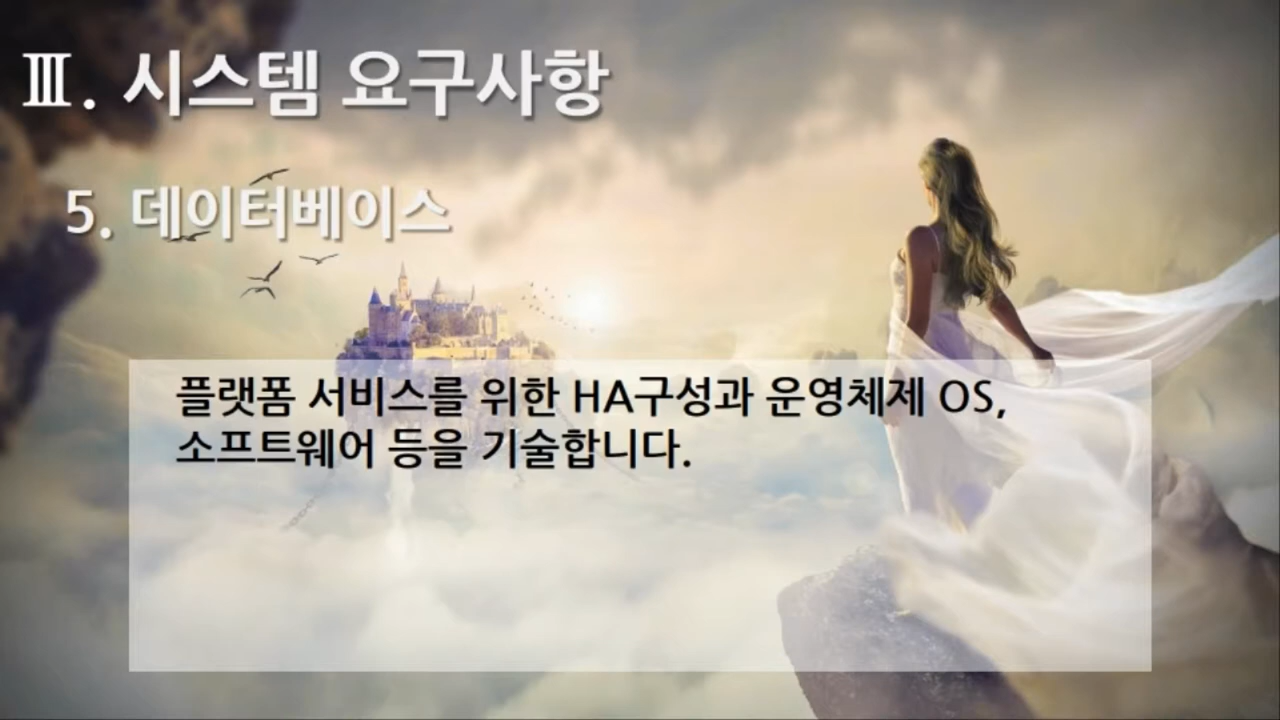 Ⅲ. 시스템 요구사항
5. 데이터베이스
플랫폼 서비스를 위한 HA구성과 운영체제 OS,
소프트웨어 등을 기술합니다.